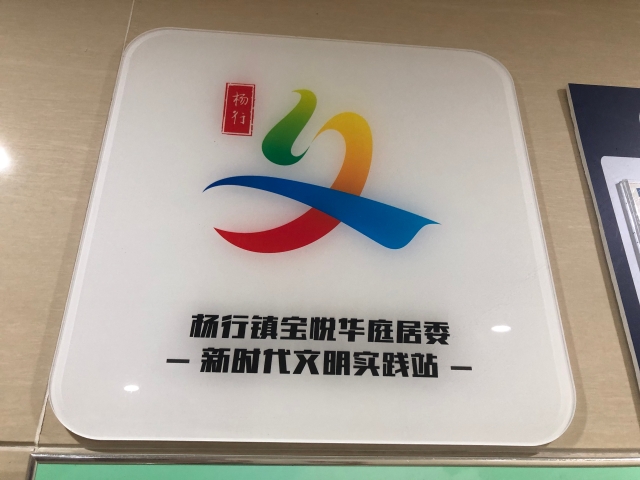 杨行
杨行镇宝悦华庭居委
— 新时代文明实践站 —